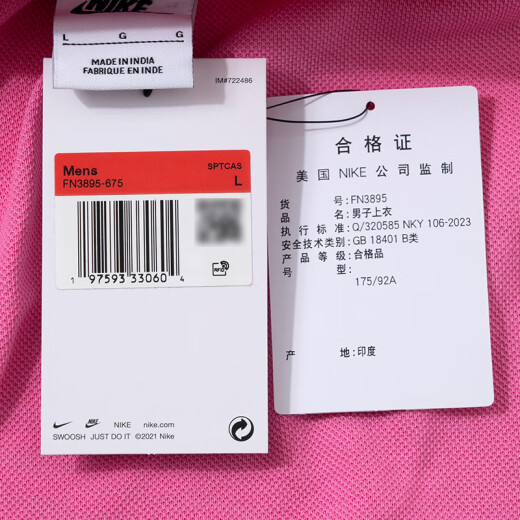 NIKE
L G G
MADE IN INDIA
FABRIQUE EN INDE
IM#722486
Mens SPTCAS
FN3895-675 L
1 97593 33060 4
RFID
NIKE nike.com
SWOOSH JUST DO IT ©2021 Nike
合格证
美国 NIKE 公司监制
货号:FN3895
品名:男子上衣
执行标准:Q/320585 NKY 106-2023
安全技术类别:GB 18401 B类
产品等级:合格品
号型:
175/92A
产地:印度